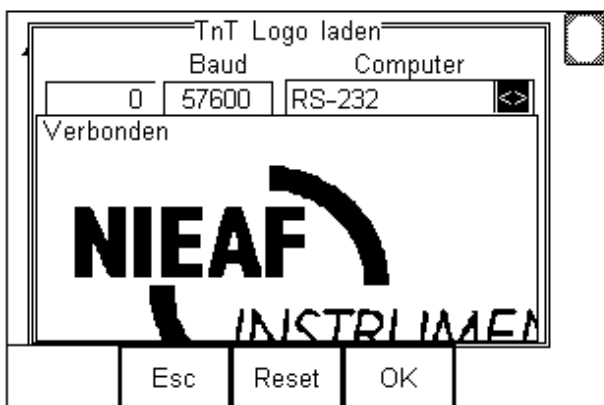 TnT Logo laden
Baud Computer
0 57600 RS-232 <>
Verbonden
NIEAF
Esc Reset OK